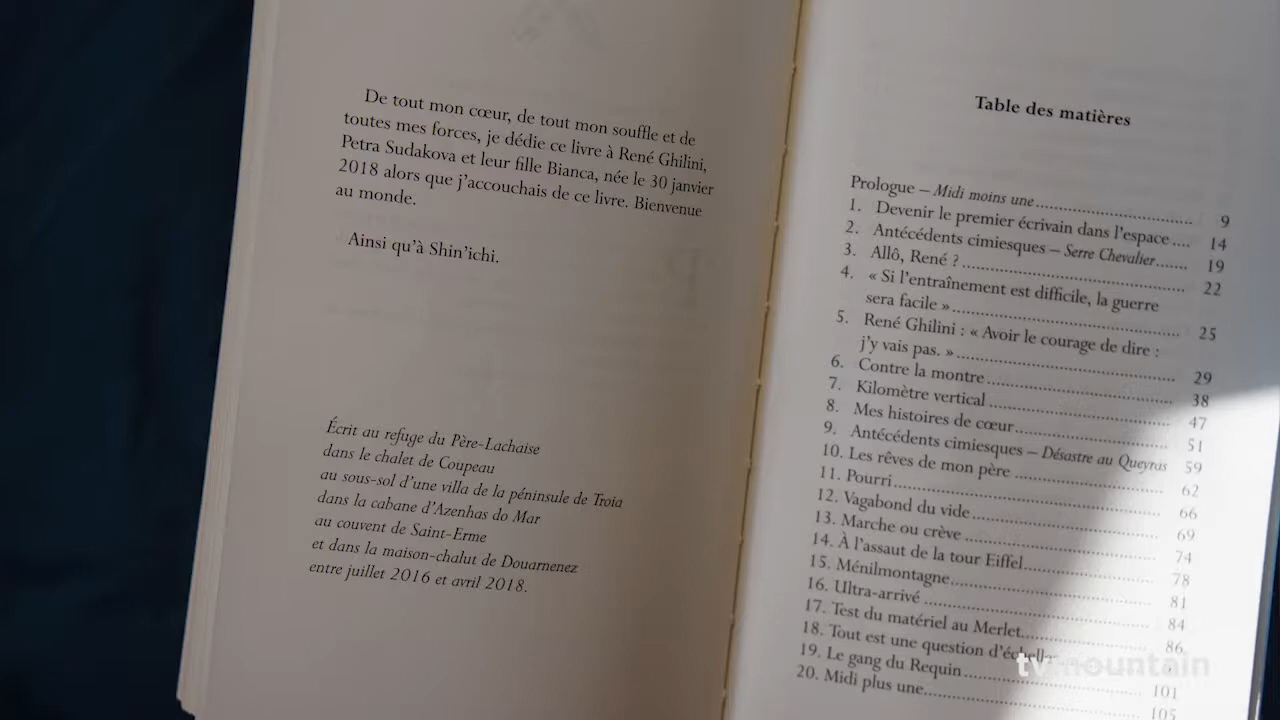 De tout mon cœur, de tout mon souffle et de
toutes mes forces, je dédie ce livre à René Ghilini,
Petra Sudakova et leur fille Bianca, née le 30 janvier
2018 alors que j'accouchais de ce livre. Bienvenue
au monde.
Ainsi qu'à Shin'ichi.
Écrit au refuge du Père-Lachaise
dans le chalet de Coupeau
au sous-sol d'une villa de la péninsule de Troia
dans la cabane d'Azenhas do Mar
au couvent de Saint-Erme
et dans la maison-chalut de Douarnenez
entre juillet 2016 et avril 2018.
Table des matières
Prologue – Midi moins une 9
1. Devenir le premier écrivain dans l'espace.... 14
2. Antécédents cimiesques – Serre Chevalier 19
3. Allô, René ? 22
4. « Si l'entraînement est difficile, la guerre
sera facile » 25
5. René Ghilini : « Avoir le courage de dire :
j'y vais pas. » 29
6. Contre la montre 38
7. Kilomètre vertical 47
8. Mes histoires de cœur 51
9. Antécédents cimiesques – Désastre au Queyras 59
10. Les rêves de mon père 62
11. Pourri 66
12. Vagabond du vide 69
13. Marche ou crève 74
14. À l'assaut de la tour Eiffel 78
15. Ménilmontagne 81
16. Ultra-arrivé 84
17. Test du matériel au Merlet 86
18. Tout est une question d'échelle
19. Le gang du Requin 101
20. Midi plus une 105
tvmountain